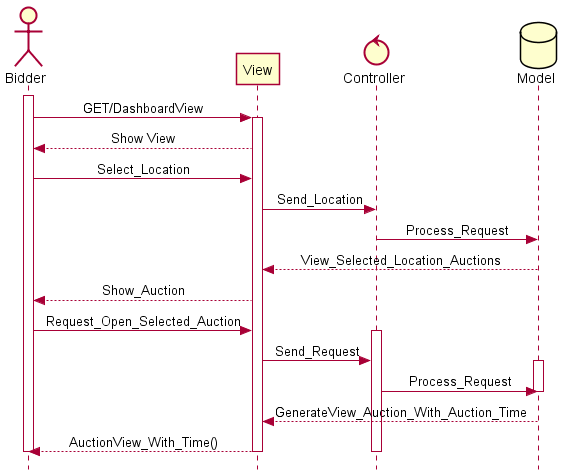 Bidder
View
Controller
Model
GET/DashboardView
Show View
Select_Location
Send_Location
Process_Request
View_Selected_Location_Auctions
Show_Auction
Request_Open_Selected_Auction
Send_Request
Process_Request
GenerateView_Auction_With_Auction_Time
AuctionView_With_Time()